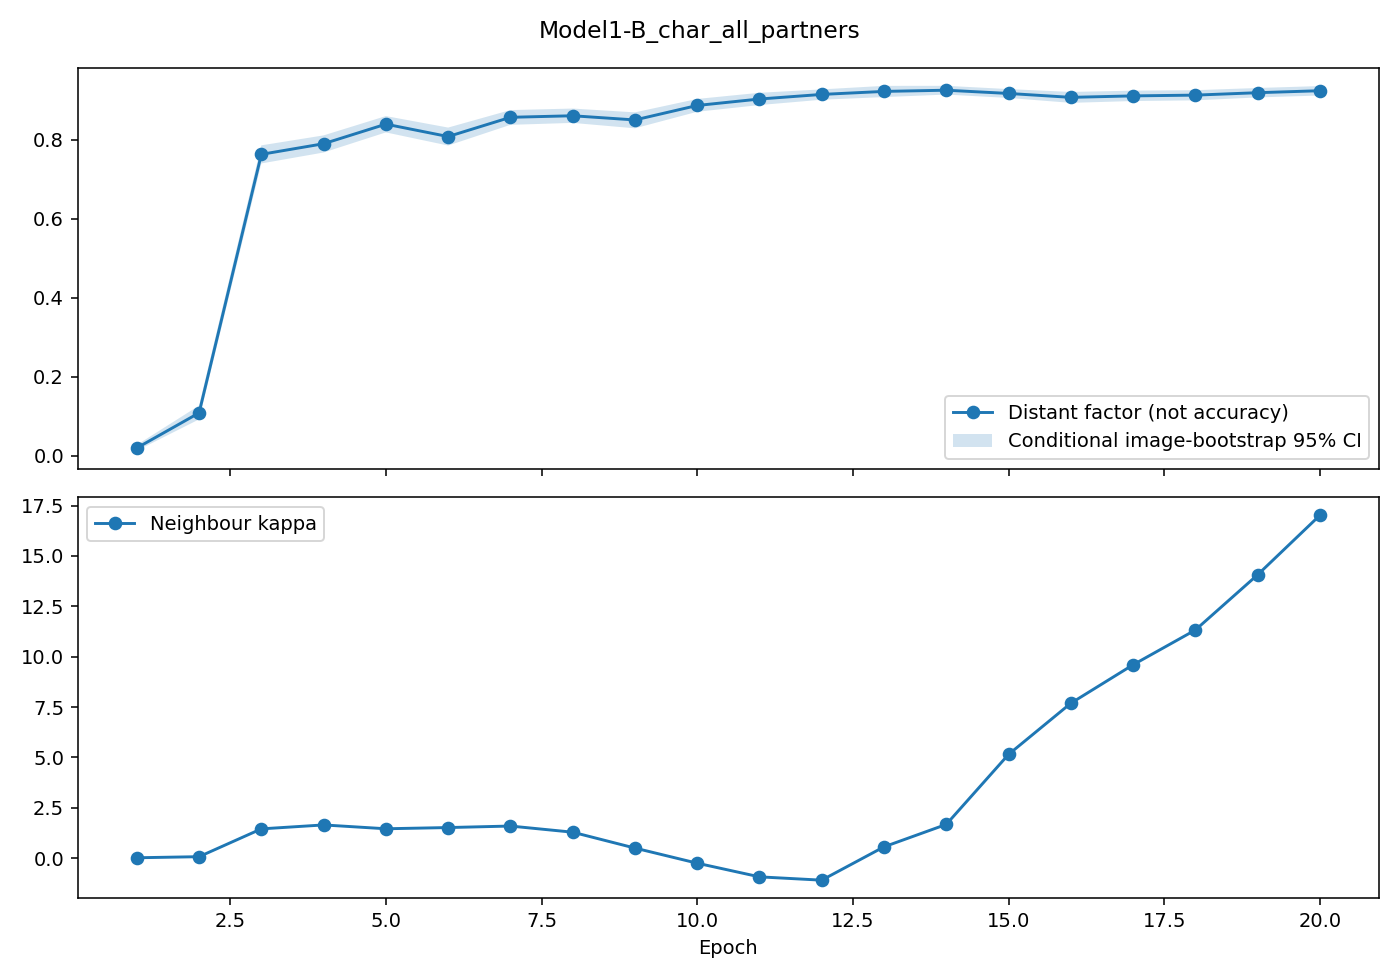 Model1-B_char_all_partners
0.8
0.6
0.4
0.2
0.0
Distant factor (not accuracy)
Conditional image-bootstrap 95% CI
17.5
15.0
12.5
10.0
7.5
5.0
2.5
0.0
Neighbour kappa
2.5 5.0 7.5 10.0 12.5 15.0 17.5 20.0
Epoch